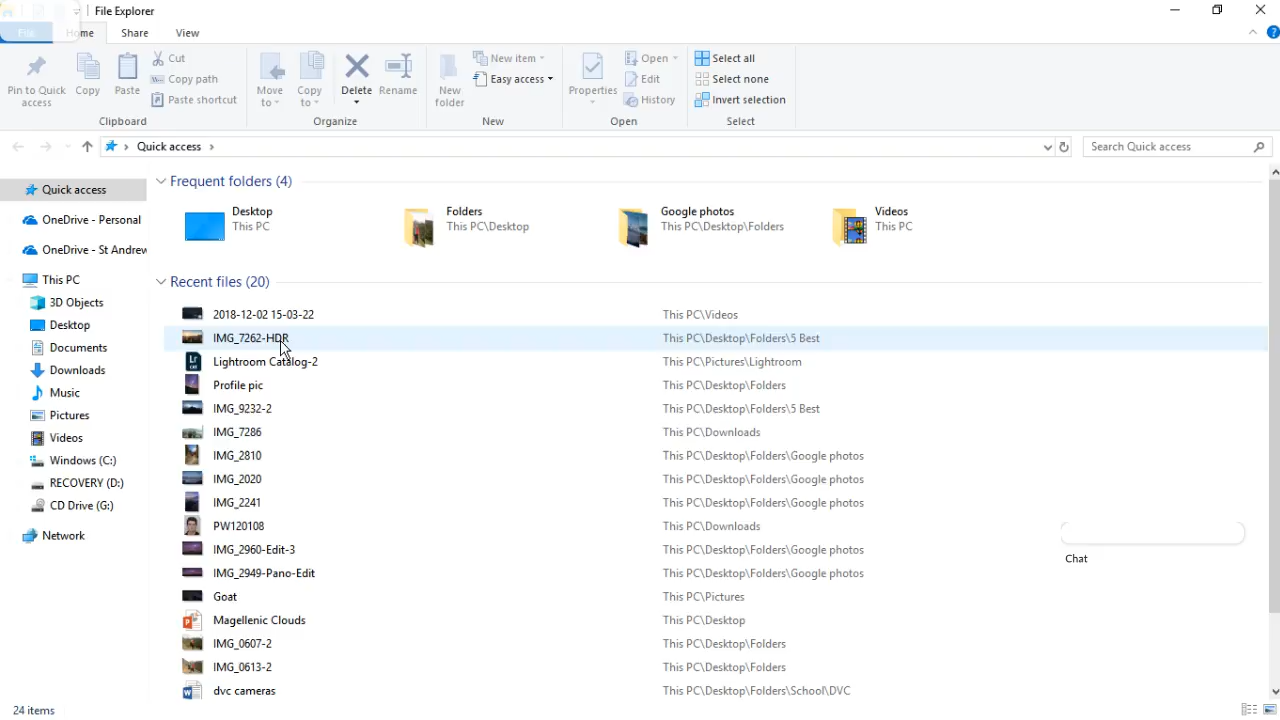 File Explorer
File Home Share View
Pin to Quick access
Copy
Paste
Cut
Copy path
Paste shortcut
Clipboard
Move to
Copy to
Delete
Rename
Organize
New folder
New item
Easy access
New
Properties
Open
Edit
History
Open
Select all
Select none
Invert selection
Select
Quick access
Search Quick access
Quick access
OneDrive - Personal
OneDrive - St Andrew
This PC
3D Objects
Desktop
Documents
Downloads
Music
Pictures
Videos
Windows (C:)
RECOVERY (D:)
CD Drive (G:)
Network
Frequent folders (4)
Desktop
This PC
Folders
This PC\Desktop
Google photos
This PC\Desktop\Folders
Videos
This PC
Recent files (20)
2018-12-02 15-03-22 This PC\Videos
IMG_7262-HDR This PC\Desktop\Folders\5 Best
Lightroom Catalog-2 This PC\Pictures\Lightroom
Profile pic This PC\Desktop\Folders
IMG_9232-2 This PC\Desktop\Folders\5 Best
IMG_7286 This PC\Downloads
IMG_2810 This PC\Desktop\Folders\Google photos
IMG_2020 This PC\Desktop\Folders\Google photos
IMG_2241 This PC\Desktop\Folders\Google photos
PW120108 This PC\Downloads
IMG_2960-Edit-3 This PC\Desktop\Folders\Google photos
IMG_2949-Pano-Edit This PC\Desktop\Folders\Google photos
Goat This PC\Pictures
Magellenic Clouds This PC\Desktop
IMG_0607-2 This PC\Desktop\Folders
IMG_0613-2 This PC\Desktop\Folders
dvc cameras This PC\Desktop\Folders\School\DVC
Chat
24 items